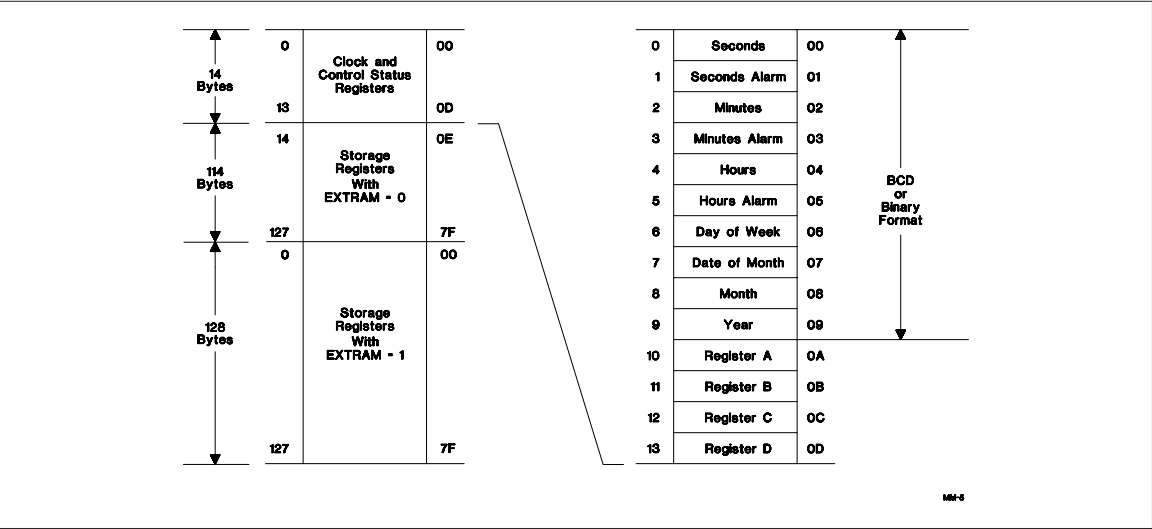 14
Bytes
0
Clock and
Control Status
Registers
00
13
0D
114
Bytes
14
Storage
Registers
With
EXTRAM = 0
0E
127
7F
128
Bytes
0
Storage
Registers
With
EXTRAM = 1
00
127
7F
0 Seconds 00
1 Seconds Alarm 01
2 Minutes 02
3 Minutes Alarm 03
4 Hours 04
5 Hours Alarm 05
6 Day of Week 06
7 Date of Month 07
8 Month 08
9 Year 09
10 Register A 0A
11 Register B 0B
12 Register C 0C
13 Register D 0D
BCD
or
Binary
Format
MM-5